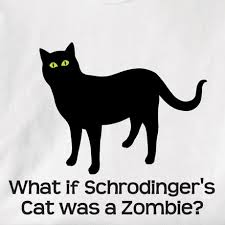 What if Schrodinger's
Cat was a Zombie?